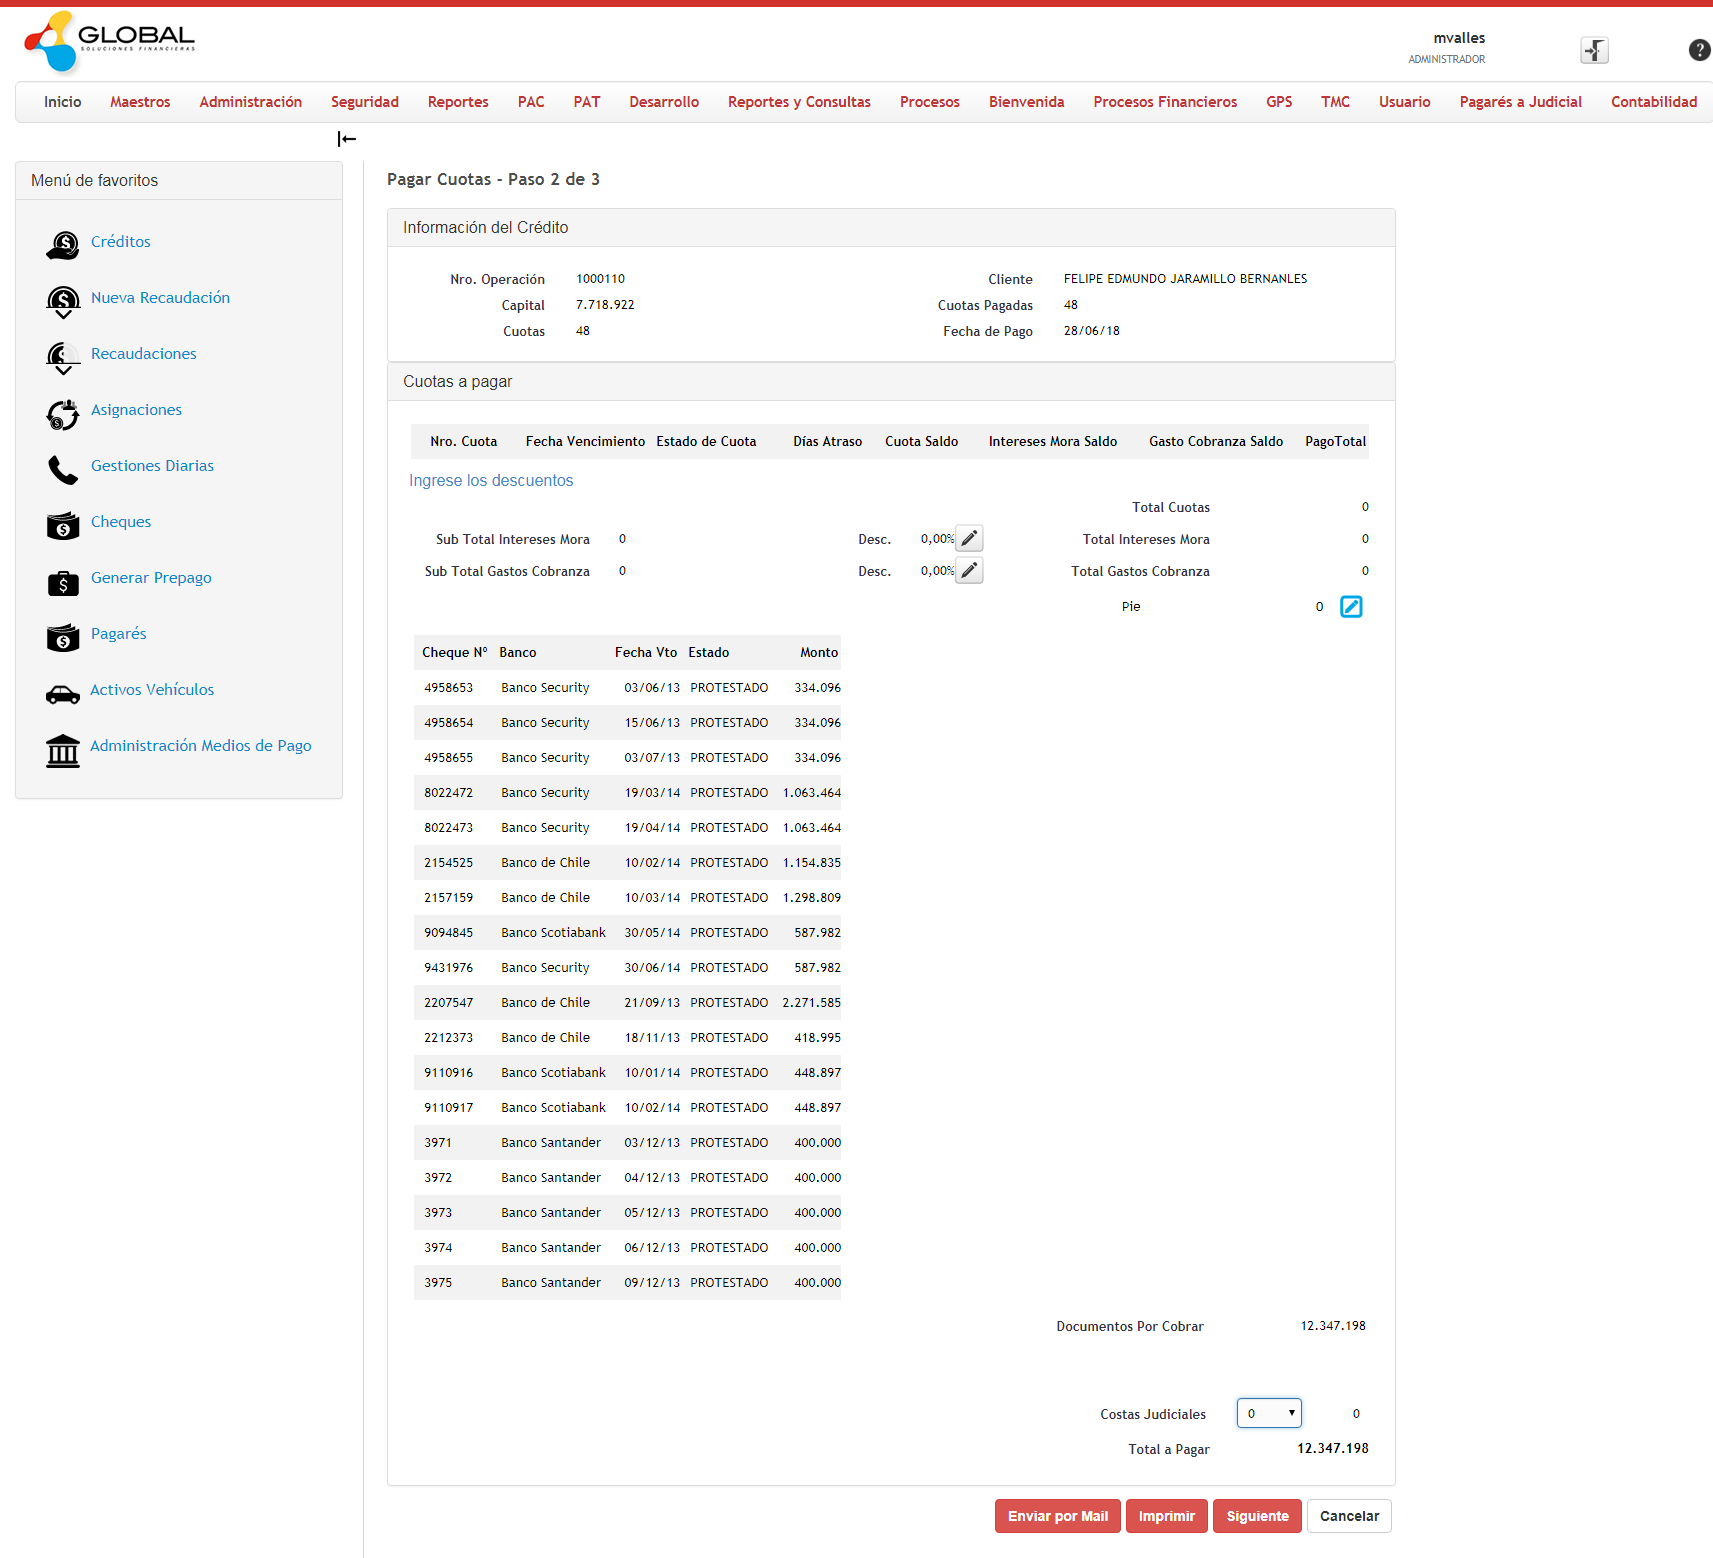 GLOBAL
SOLUCIONES FINANCIERAS
mvalles
ADMINISTRADOR
?
Inicio Maestros Administración Seguridad Reportes PAC PAT Desarrollo Reportes y Consultas Procesos Bienvenida Procesos Financieros GPS TMC Usuario Pagarés a Judicial Contabilidad
Menú de favoritos
Créditos
Nueva Recaudación
Recaudaciones
Asignaciones
Gestiones Diarias
Cheques
Generar Prepago
Pagarés
Activos Vehículos
Administración Medios de Pago
Pagar Cuotas - Paso 2 de 3
Información del Crédito
Nro. Operación 1000110 Cliente FELIPE EDMUNDO JARAMILLO BERNANLES
Capital 7.718.922 Cuotas Pagadas 48
Cuotas 48 Fecha de Pago 28/06/18
Cuotas a pagar
Nro. Cuota Fecha Vencimiento Estado de Cuota Días Atraso Cuota Saldo Intereses Mora Saldo Gasto Cobranza Saldo PagoTotal
Ingrese los descuentos
Total Cuotas 0
Sub Total Intereses Mora 0 Desc. 0,00% Total Intereses Mora 0
Sub Total Gastos Cobranza 0 Desc. 0,00% Total Gastos Cobranza 0
Pie 0
Cheque Nº Banco Fecha Vto Estado Monto
4958653 Banco Security 03/06/13 PROTESTADO 334.096
4958654 Banco Security 15/06/13 PROTESTADO 334.096
4958655 Banco Security 03/07/13 PROTESTADO 334.096
8022472 Banco Security 19/03/14 PROTESTADO 1.063.464
8022473 Banco Security 19/04/14 PROTESTADO 1.063.464
2154525 Banco de Chile 10/02/14 PROTESTADO 1.154.835
2157159 Banco de Chile 10/03/14 PROTESTADO 1.298.809
9094845 Banco Scotiabank 30/05/14 PROTESTADO 587.982
9431976 Banco Security 30/06/14 PROTESTADO 587.982
2207547 Banco de Chile 21/09/13 PROTESTADO 2.271.585
2212373 Banco de Chile 18/11/13 PROTESTADO 418.995
9110916 Banco Scotiabank 10/01/14 PROTESTADO 448.897
9110917 Banco Scotiabank 10/02/14 PROTESTADO 448.897
3971 Banco Santander 03/12/13 PROTESTADO 400.000
3972 Banco Santander 04/12/13 PROTESTADO 400.000
3973 Banco Santander 05/12/13 PROTESTADO 400.000
3974 Banco Santander 06/12/13 PROTESTADO 400.000
3975 Banco Santander 09/12/13 PROTESTADO 400.000
Documentos Por Cobrar 12.347.198
Costas Judiciales 0 0
Total a Pagar 12.347.198
Enviar por Mail Imprimir Siguiente Cancelar